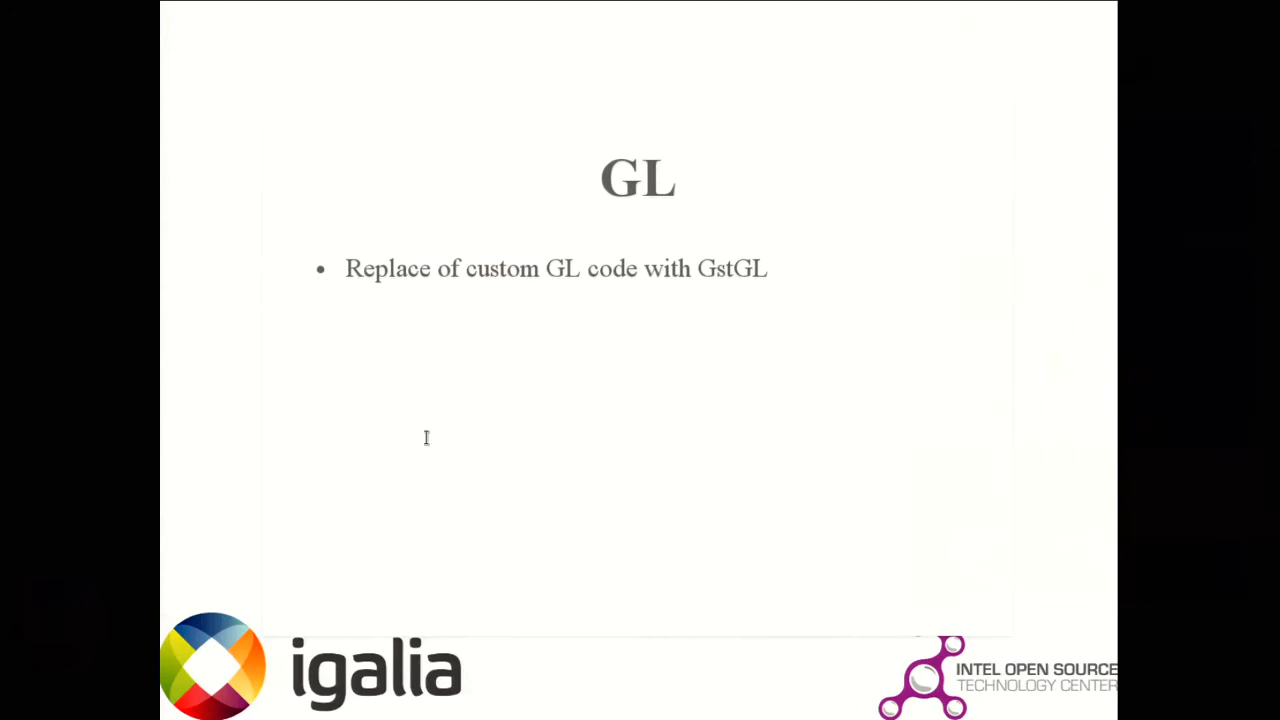 GL
• Replace of custom GL code with GstGL
igalia
INTEL OPEN SOURCE
TECHNOLOGY CENTER